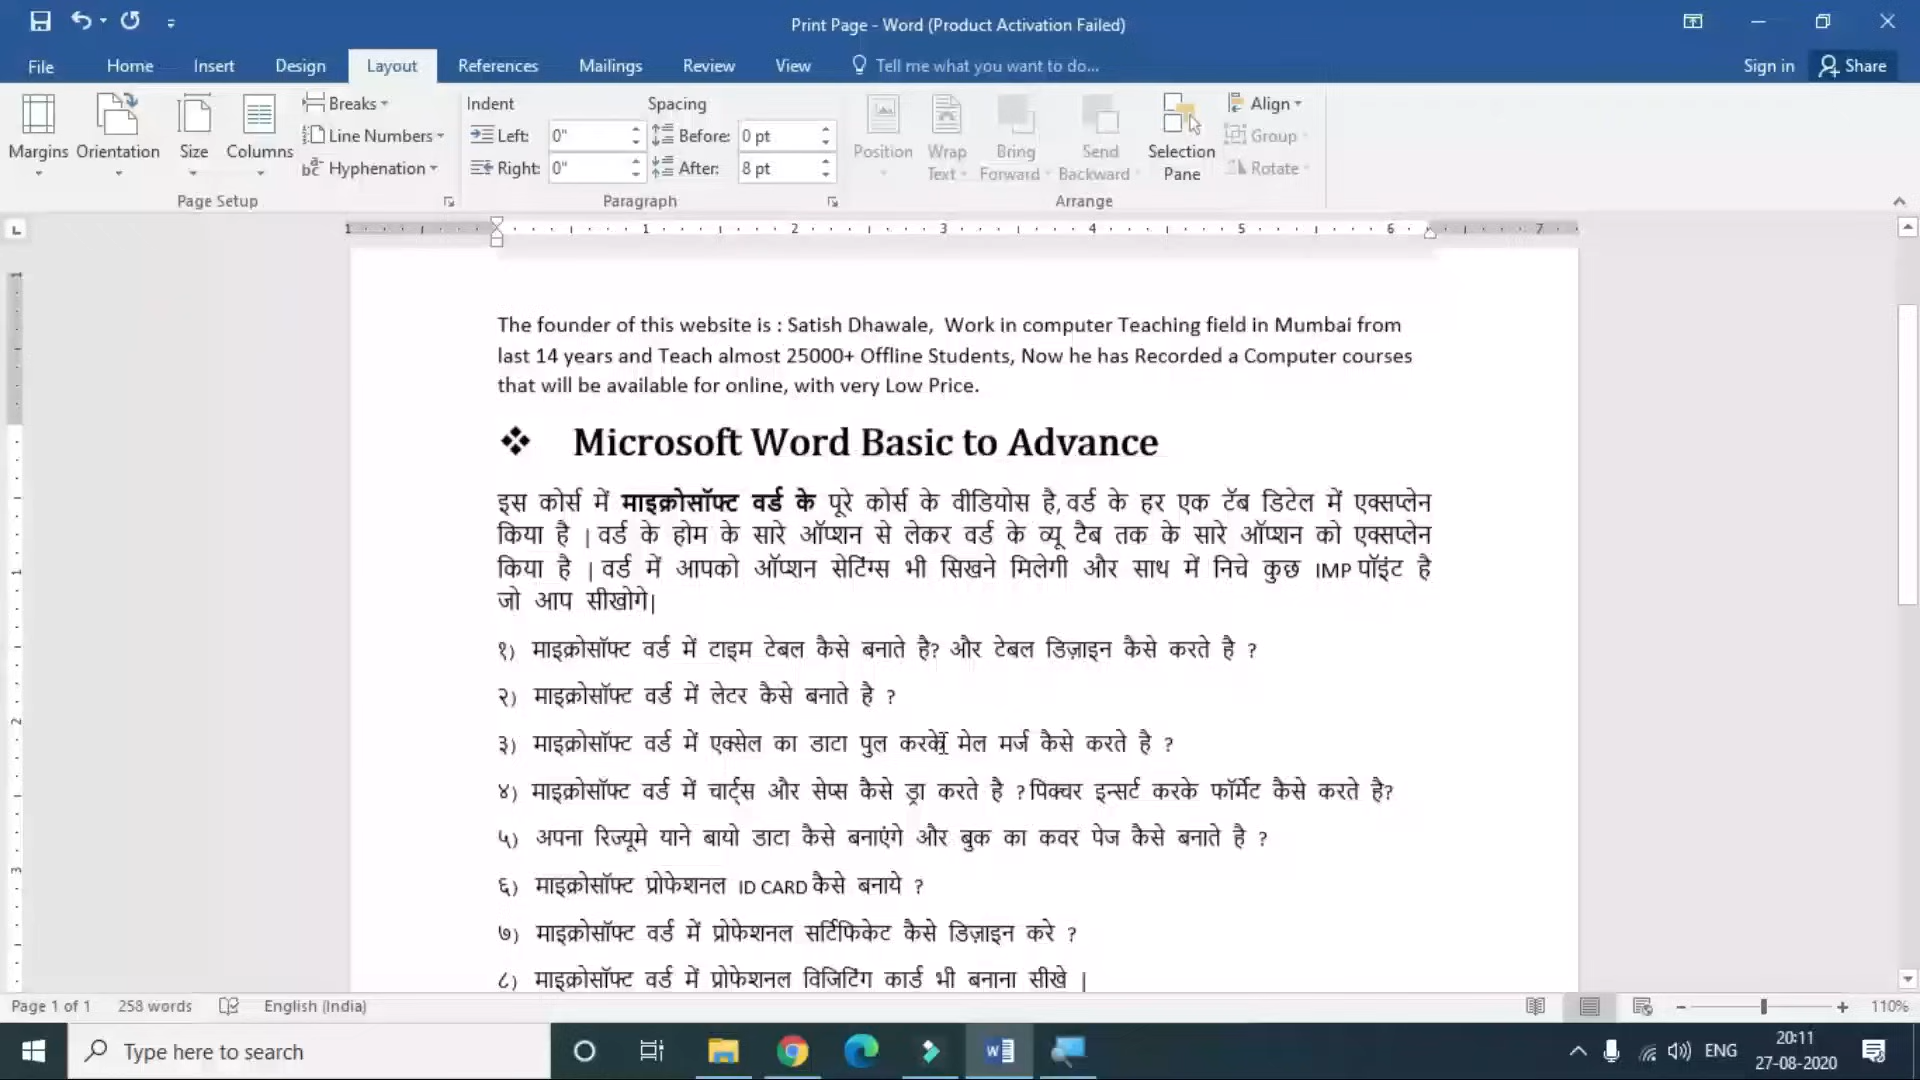 Print Page - Word (Product Activation Failed)
File Home Insert Design Layout References Mailings Review View Tell me what you want to do... Sign in Share
Margins Orientation Size Columns Breaks Line Numbers Hyphenation
Page Setup
Indent Spacing
Left: 0" Before: 0 pt
Right: 0" After: 8 pt
Paragraph
Position Wrap Text Bring Forward Send Backward Selection Pane Align Group Rotate
Arrange
1 1 2 3 4 5 6 7
The founder of this website is : Satish Dhawale, Work in computer Teaching field in Mumbai from
last 14 years and Teach almost 25000+ Offline Students, Now he has Recorded a Computer courses
that will be available for online, with very Low Price.
❖ Microsoft Word Basic to Advance
इस कोर्स में माइक्रोसॉफ्ट वर्ड के पूरे कोर्स के वीडियोस है, वर्ड के हर एक टॅब डिटेल में एक्सप्लेन
किया है | वर्ड के होम के सारे ऑप्शन से लेकर वर्ड के व्यू टैब तक के सारे ऑप्शन को एक्सप्लेन
किया है | वर्ड में आपको ऑप्शन सेटिंग्स भी सिखने मिलेगी और साथ में निचे कुछ IMP पॉइंट है
जो आप सीखोगे|
१) माइक्रोसॉफ्ट वर्ड में टाइम टेबल कैसे बनाते है? और टेबल डिज़ाइन कैसे करते है ?
२) माइक्रोसॉफ्ट वर्ड में लेटर कैसे बनाते है ?
३) माइक्रोसॉफ्ट वर्ड में एक्सेल का डाटा पुल करके मेल मर्ज कैसे करते है ?
४) माइक्रोसॉफ्ट वर्ड में चार्ट्स और सेप्स कैसे ड्रा करते है ? पिक्चर इन्सर्ट करके फॉर्मेट कैसे करते है?
५) अपना रिज्यूमे याने बायो डाटा कैसे बनाएंगे और बुक का कवर पेज कैसे बनाते है ?
६) माइक्रोसॉफ्ट प्रोफेशनल ID CARD कैसे बनाये ?
७) माइक्रोसॉफ्ट वर्ड में प्रोफेशनल सर्टिफिकेट कैसे डिज़ाइन करे ?
८) माइक्रोसॉफ्ट वर्ड में प्रोफेशनल विजिटिंग कार्ड भी बनाना सीखे |
Page 1 of 1 258 words English (India) 110%
Type here to search
ENG 20:11
27-08-2020